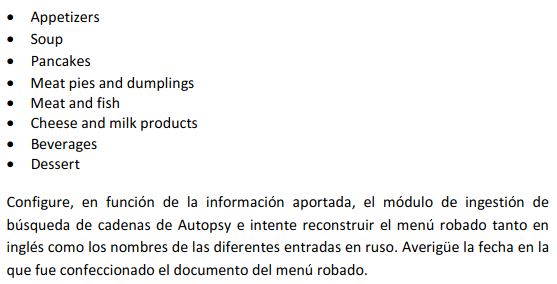 • Appetizers
• Soup
• Pancakes
• Meat pies and dumplings
• Meat and fish
• Cheese and milk products
• Beverages
• Dessert
Configure, en función de la información aportada, el módulo de ingestión de
búsqueda de cadenas de Autopsy e intente reconstruir el menú robado tanto en
inglés como los nombres de las diferentes entradas en ruso. Averigüe la fecha en la
que fue confeccionado el documento del menú robado.